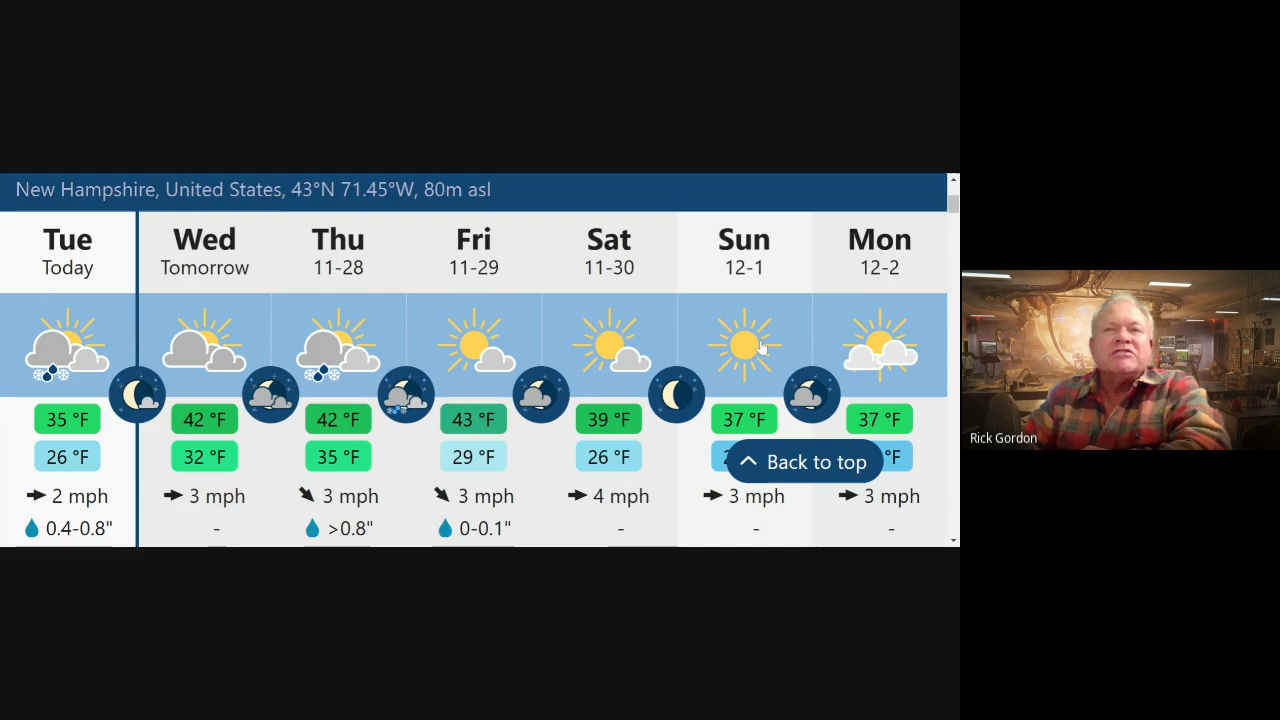 New Hampshire, United States, 43°N 71.45°W, 80m asl
Tue Wed Thu Fri Sat Sun Mon
Today Tomorrow 11-28 11-29 11-30 12-1 12-2
35 °F 42 °F 42 °F 43 °F 39 °F 37 °F 37 °F
26 °F 32 °F 35 °F 29 °F 26 °F °F
Back to top
2 mph 3 mph 3 mph 3 mph 4 mph 3 mph 3 mph
0.4-0.8" - >0.8" 0-0.1" - - -
Rick Gordon